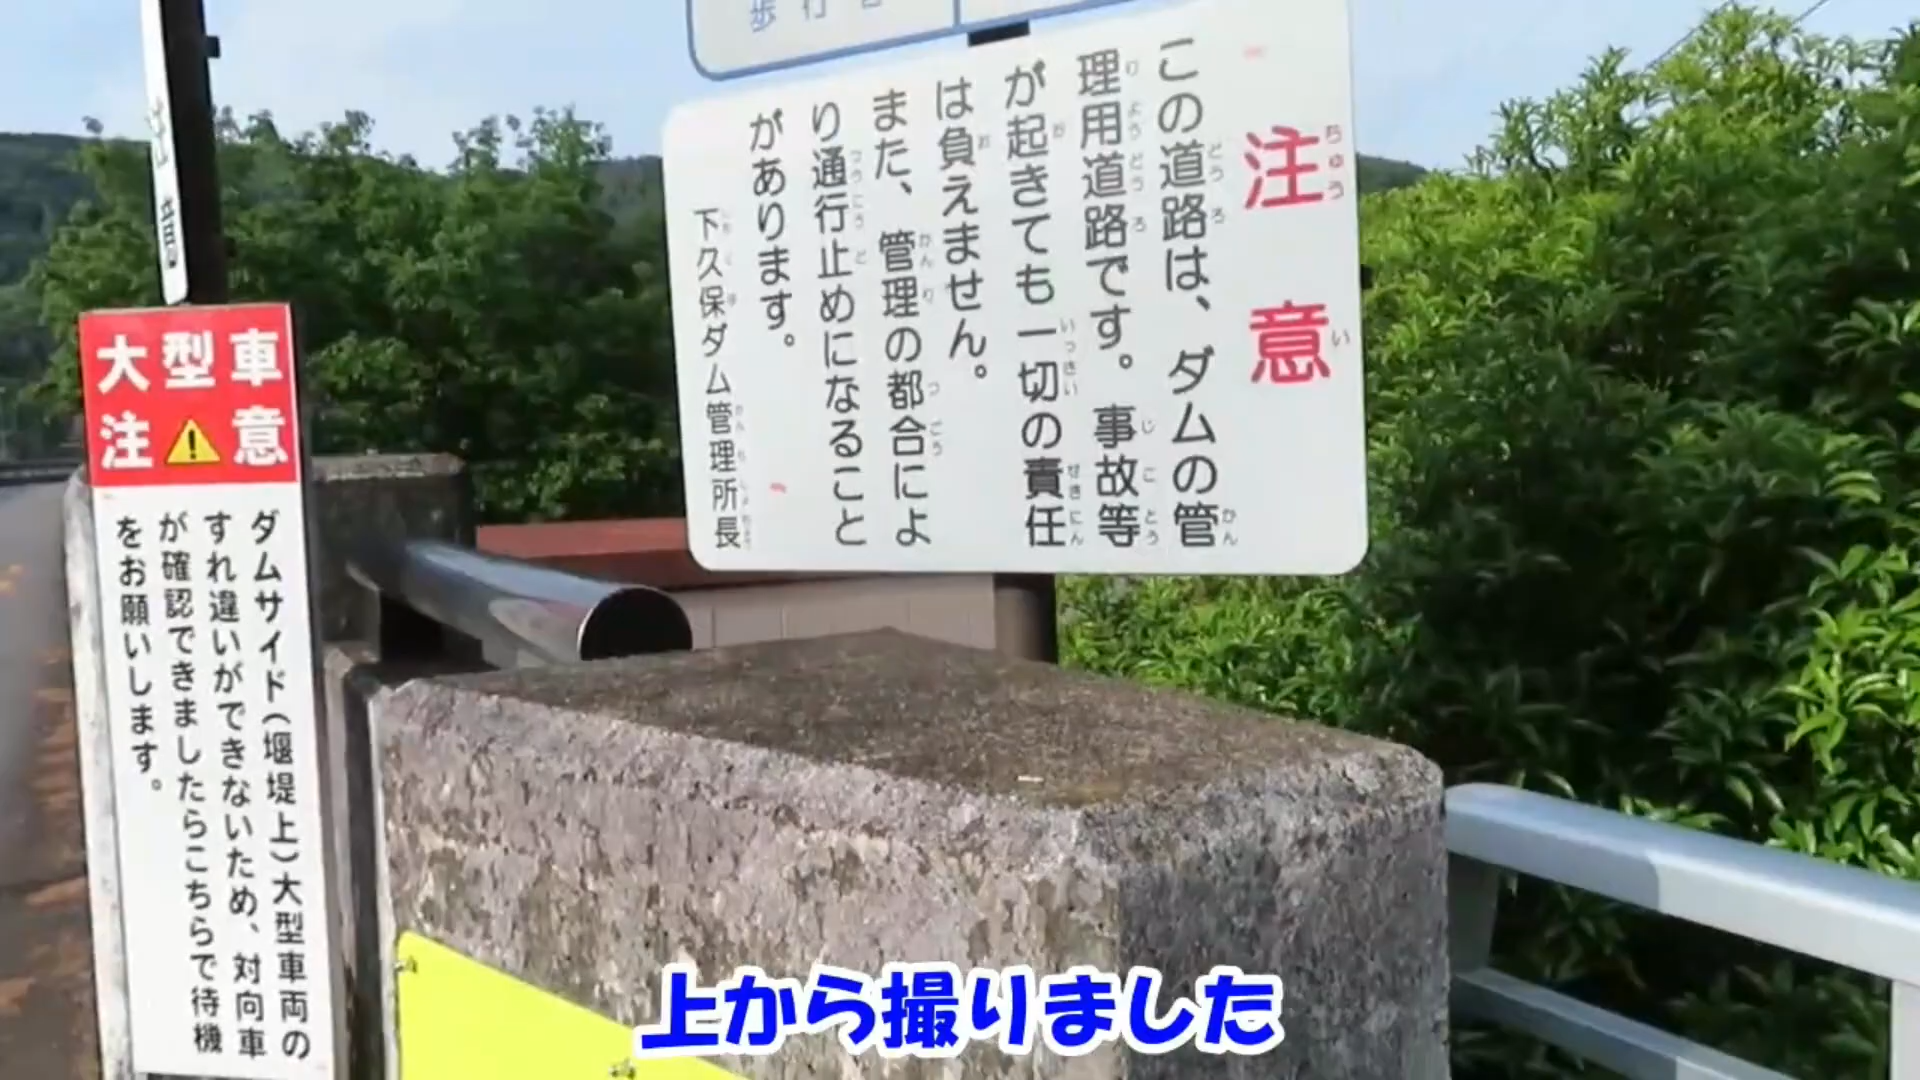 歩行
注意
この道路は、ダムの管
理用道路です。事故等
が起きても一切の責任
は負えません。
また、管理の都合によ
り通行止めになること
があります。
下久保ダム管理所長
大型車
注意
ダムサイド(堰堤上)大型車両の
すれ違いができないため、対向車
が確認できましたらこちらで待機
をお願いします。
上から撮りました